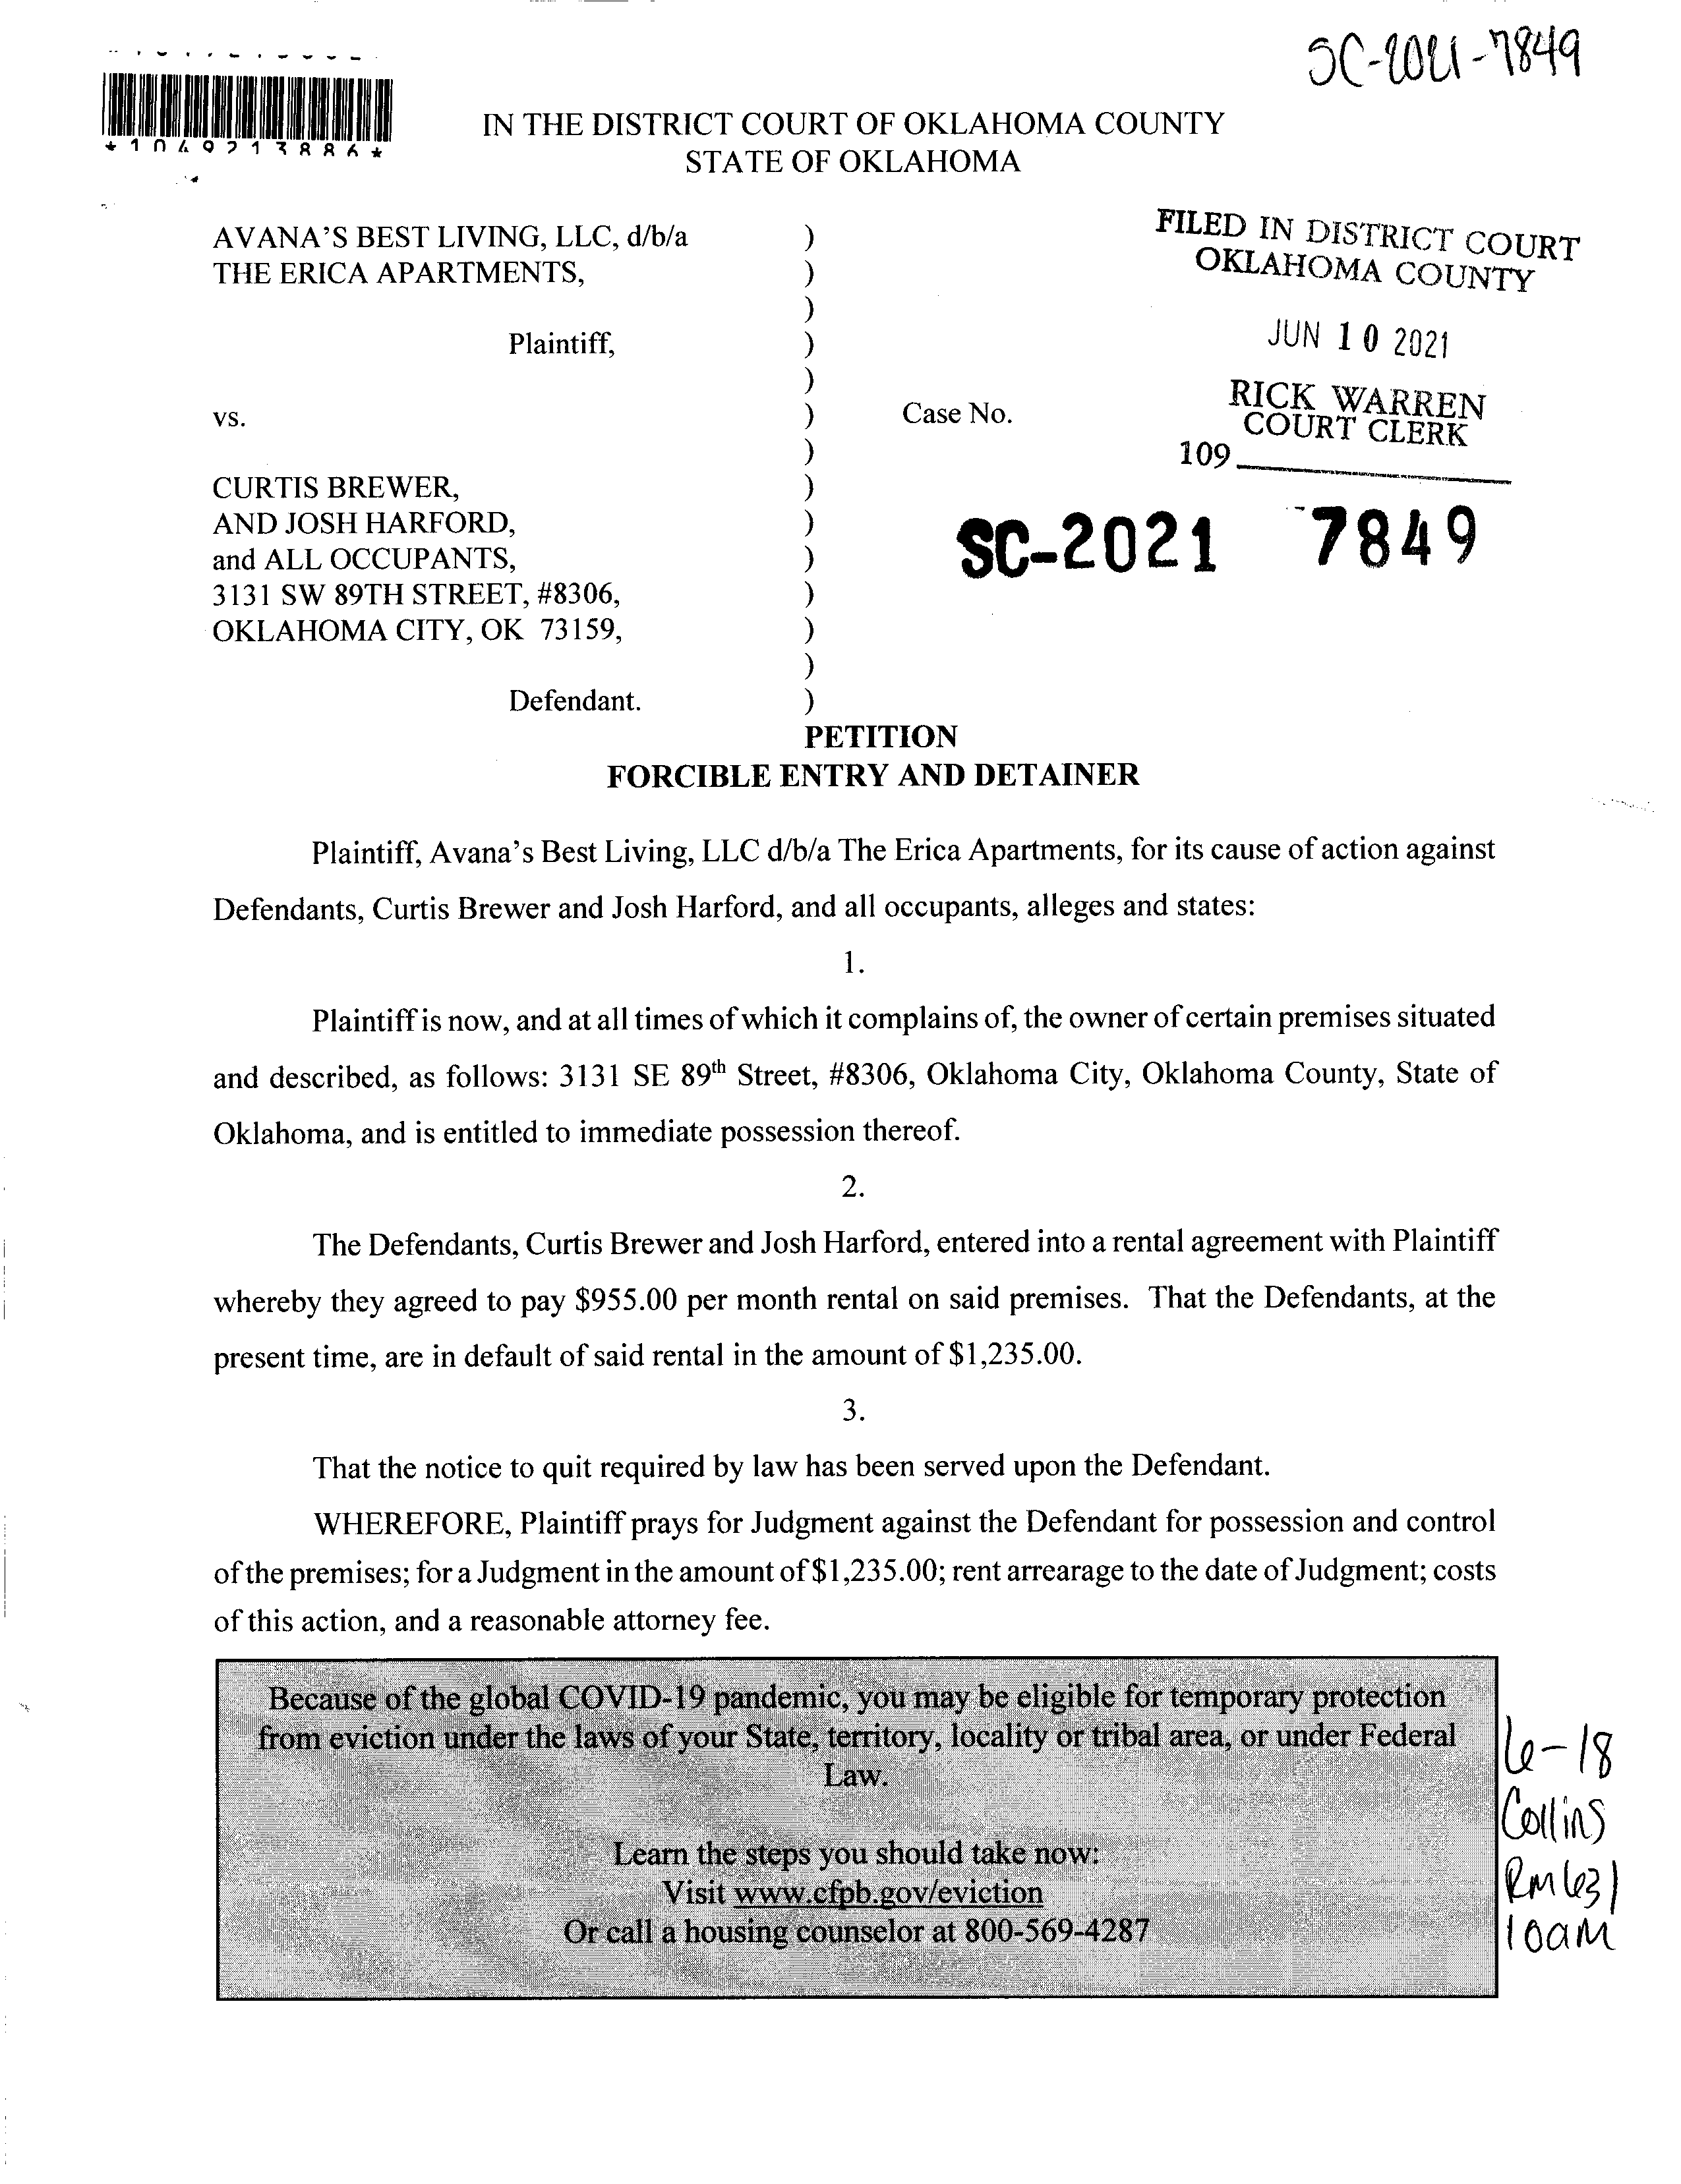 SC-2021-7849
*1049213886*
IN THE DISTRICT COURT OF OKLAHOMA COUNTY
STATE OF OKLAHOMA
AVANA'S BEST LIVING, LLC, d/b/a )
THE ERICA APARTMENTS, )
)
Plaintiff, )
)
vs. ) Case No.
)
CURTIS BREWER, )
AND JOSH HARFORD, )
and ALL OCCUPANTS, )
3131 SW 89TH STREET, #8306, )
OKLAHOMA CITY, OK 73159, )
)
Defendant. )
FILED IN DISTRICT COURT
OKLAHOMA COUNTY
JUN 10 2021
RICK WARREN
COURT CLERK
109
SC-2021 7849
PETITION
FORCIBLE ENTRY AND DETAINER
Plaintiff, Avana's Best Living, LLC d/b/a The Erica Apartments, for its cause of action against
Defendants, Curtis Brewer and Josh Harford, and all occupants, alleges and states:
1.
Plaintiff is now, and at all times of which it complains of, the owner of certain premises situated
and described, as follows: 3131 SE 89th Street, #8306, Oklahoma City, Oklahoma County, State of
Oklahoma, and is entitled to immediate possession thereof.
2.
The Defendants, Curtis Brewer and Josh Harford, entered into a rental agreement with Plaintiff
whereby they agreed to pay $955.00 per month rental on said premises. That the Defendants, at the
present time, are in default of said rental in the amount of $1,235.00.
3.
That the notice to quit required by law has been served upon the Defendant.
WHEREFORE, Plaintiff prays for Judgment against the Defendant for possession and control
of the premises; for a Judgment in the amount of $1,235.00; rent arrearage to the date of Judgment; costs
of this action, and a reasonable attorney fee.
Because of the global COVID-19 pandemic, you may be eligible for temporary protection
from eviction under the laws of your State, territory, locality or tribal area, or under Federal
Law.
Learn the steps you should take now:
Visit www.cfpb.gov/eviction
Or call a housing counselor at 800-569-4287
6-18
Collins
Rm 631
10am